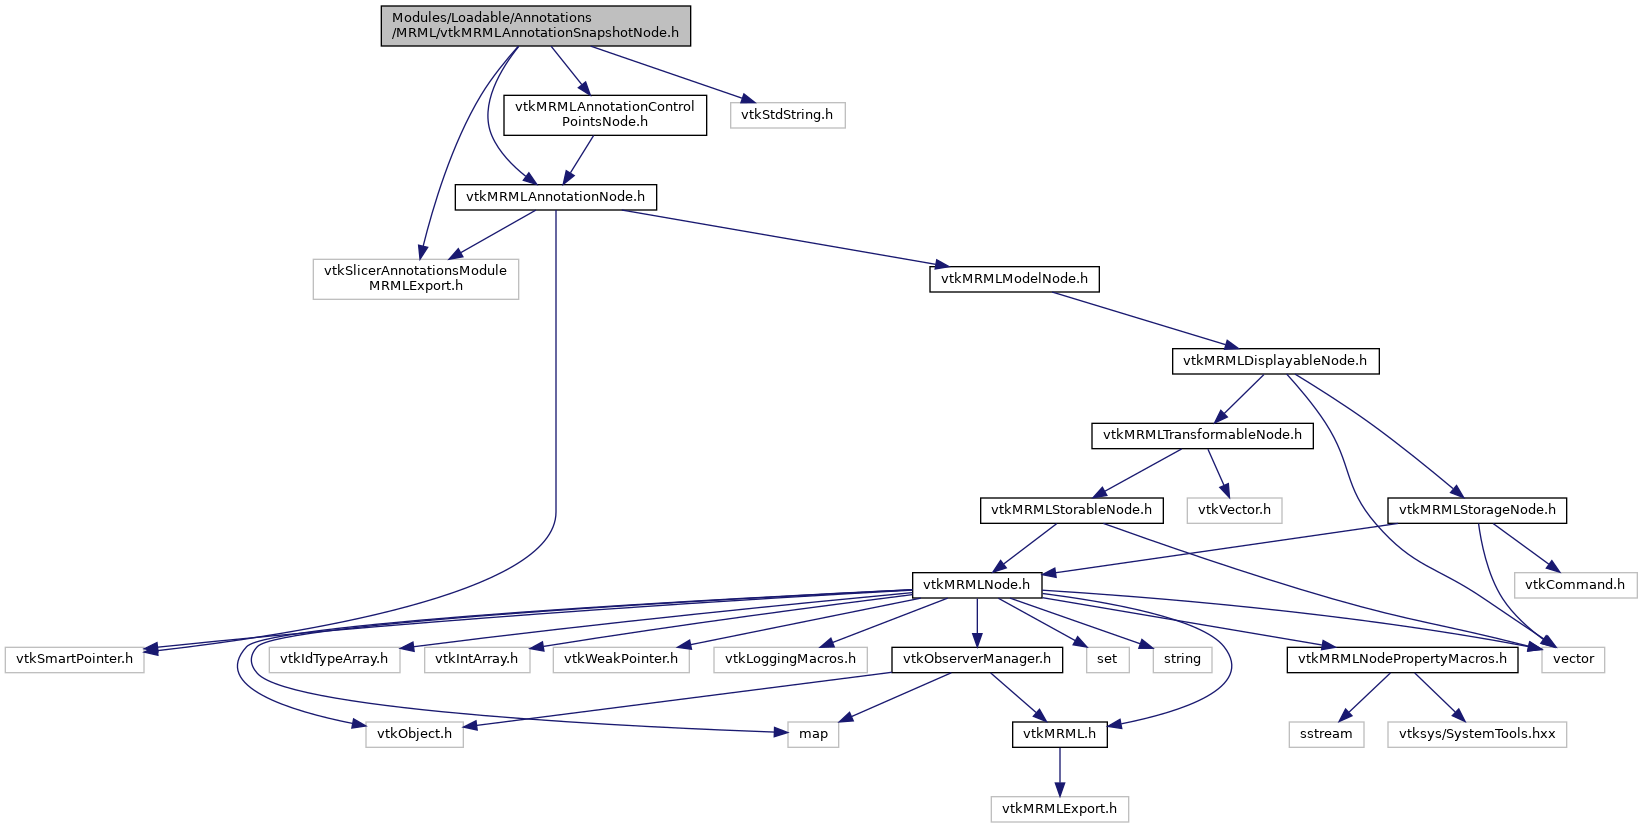 Modules/Loadable/Annotations
/MRML/vtkMRMLAnnotationSnapshotNode.h
vtkMRMLAnnotationControl
PointsNode.h
vtkStdString.h
vtkMRMLAnnotationNode.h
vtkSlicerAnnotationsModule
MRMLExport.h
vtkMRMLModelNode.h
vtkMRMLDisplayableNode.h
vtkMRMLTransformableNode.h
vtkMRMLStorableNode.h
vtkVector.h
vtkMRMLStorageNode.h
vtkMRMLNode.h
vtkCommand.h
vtkSmartPointer.h
vtkIdTypeArray.h
vtkIntArray.h
vtkWeakPointer.h
vtkLoggingMacros.h
vtkObserverManager.h
set
string
vtkMRMLNodePropertyMacros.h
vector
vtkObject.h
map
vtkMRML.h
sstream
vtksys/SystemTools.hxx
vtkMRMLExport.h